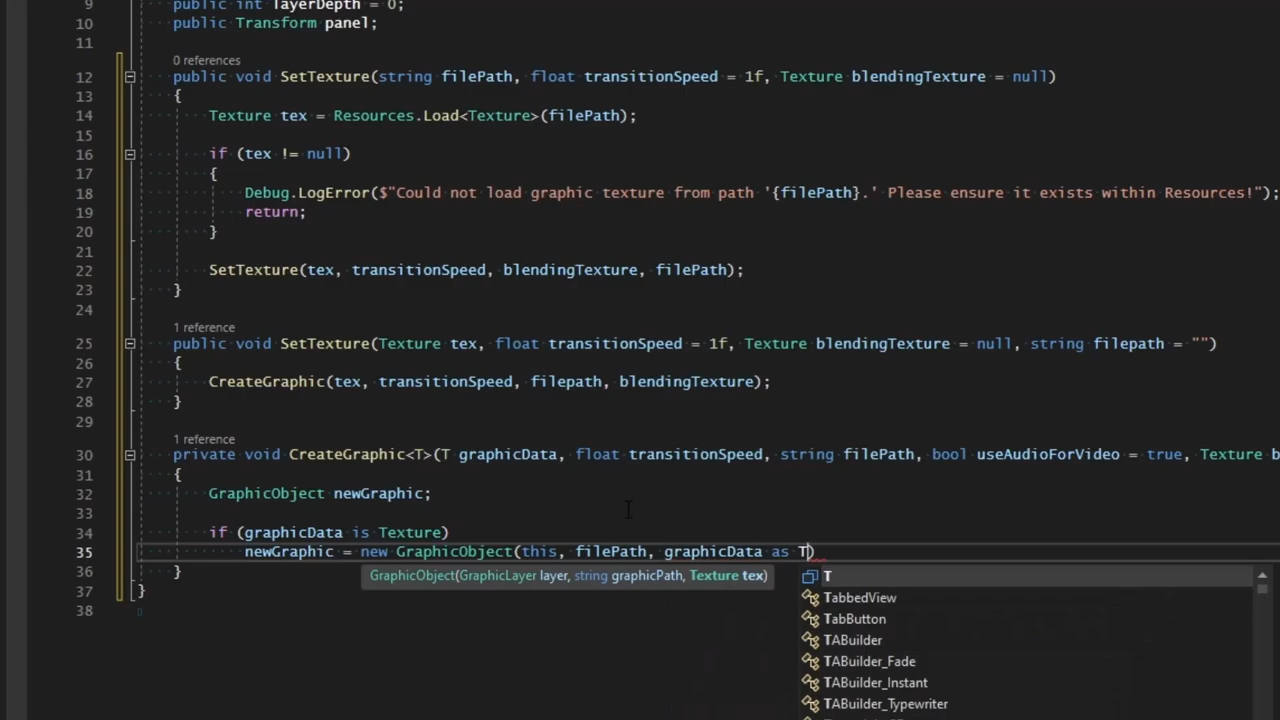 9 public int layerDepth = 0;
10 public Transform panel;
11
0 references
12 public void SetTexture(string filePath, float transitionSpeed = 1f, Texture blendingTexture = null)
13 {
14 Texture tex = Resources.Load<Texture>(filePath);
15
16 if (tex != null)
17 {
18 Debug.LogError($"Could not load graphic texture from path '{filePath}.' Please ensure it exists within Resources!");
19 return;
20 }
21
22 SetTexture(tex, transitionSpeed, blendingTexture, filePath);
23 }
24
1 reference
25 public void SetTexture(Texture tex, float transitionSpeed = 1f, Texture blendingTexture = null, string filepath = "")
26 {
27 CreateGraphic(tex, transitionSpeed, filepath, blendingTexture);
28 }
29
1 reference
30 private void CreateGraphic<T>(T graphicData, float transitionSpeed, string filePath, bool useAudioForVideo = true, Texture b
31 {
32 GraphicObject newGraphic;
33
34 if (graphicData is Texture)
35 newGraphic = new GraphicObject(this, filePath, graphicData as T)
36 }
GraphicObject(GraphicLayer layer, string graphicPath, Texture tex)
37 }
38
T
TabbedView
TabButton
TABuilder
TABuilder_Fade
TABuilder_Instant
TABuilder_Typewriter